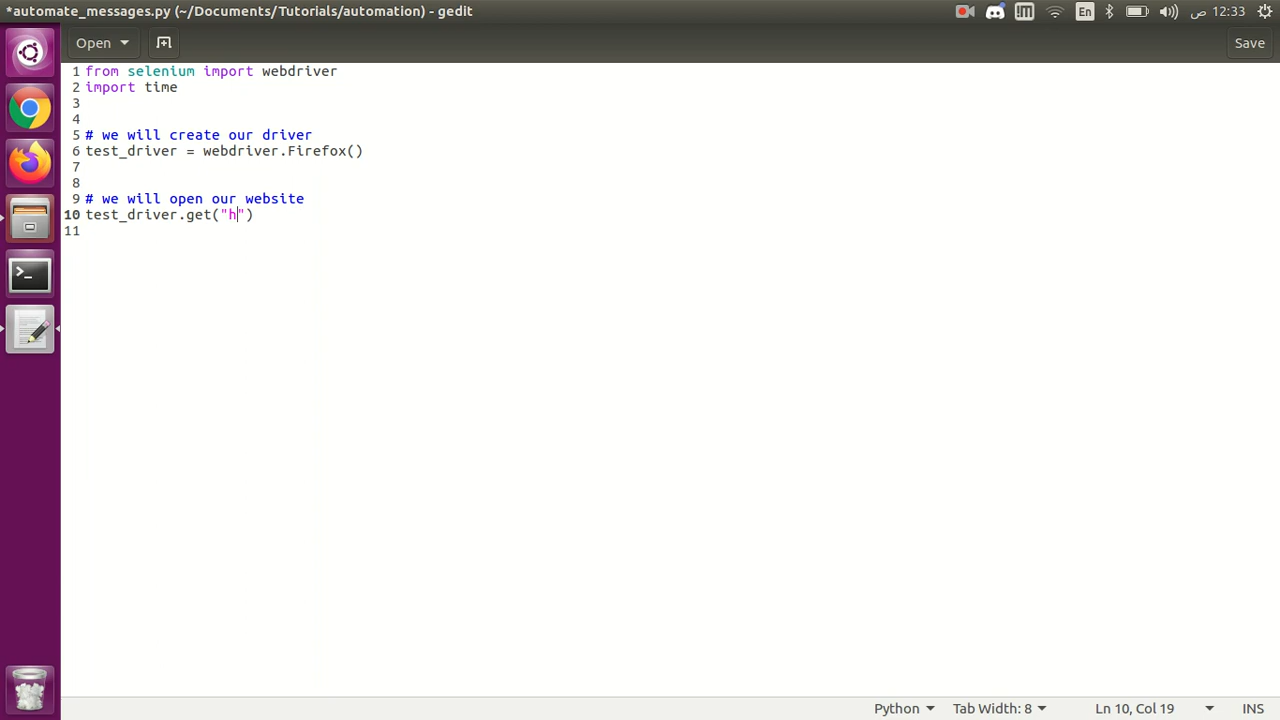 *automate_messages.py (~/Documents/Tutorials/automation) - gedit
En
ص 12:33
Open
Save
1 from selenium import webdriver
2 import time
3
4
5 # we will create our driver
6 test_driver = webdriver.Firefox()
7
8
9 # we will open our website
10 test_driver.get("h")
11
Python
Tab Width: 8
Ln 10, Col 19
INS